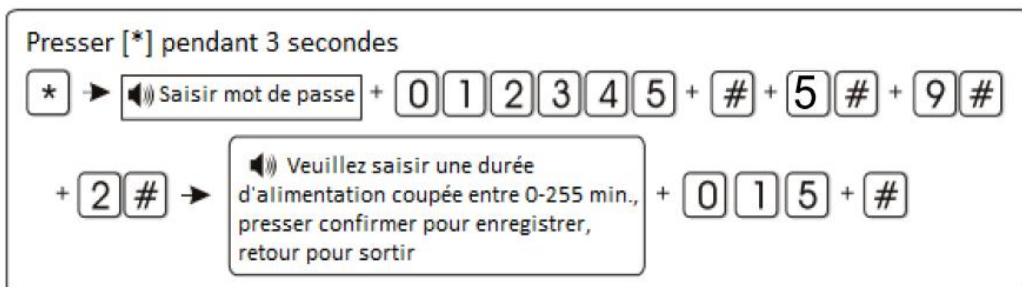 Presser [*] pendant 3 secondes
* Saisir mot de passe + 0 1 2 3 4 5 + # + 5 # + 9 #
+ 2 # Veuillez saisir une durée
d'alimentation coupée entre 0-255 min., + 0 1 5 + #
presser confirmer pour enregistrer,
retour pour sortir